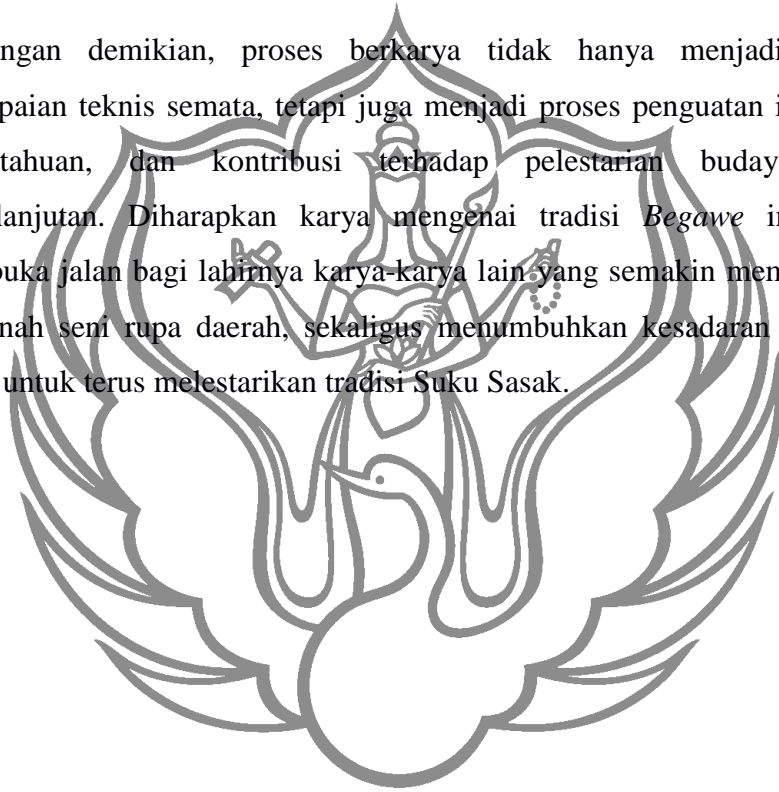 ngan demikian, proses berkarya tidak hanya menjadi
paian teknis semata, tetapi juga menjadi proses penguatan i
tahuan, dan kontribusi terhadap pelestarian buday
lanjutan. Diharapkan karya mengenai tradisi Begawe i
uka jalan bagi lahirnya karya-karya lain yang semakin men
nah seni rupa daerah, sekaligus menumbuhkan kesadaran
untuk terus melestarikan tradisi Suku Sasak.